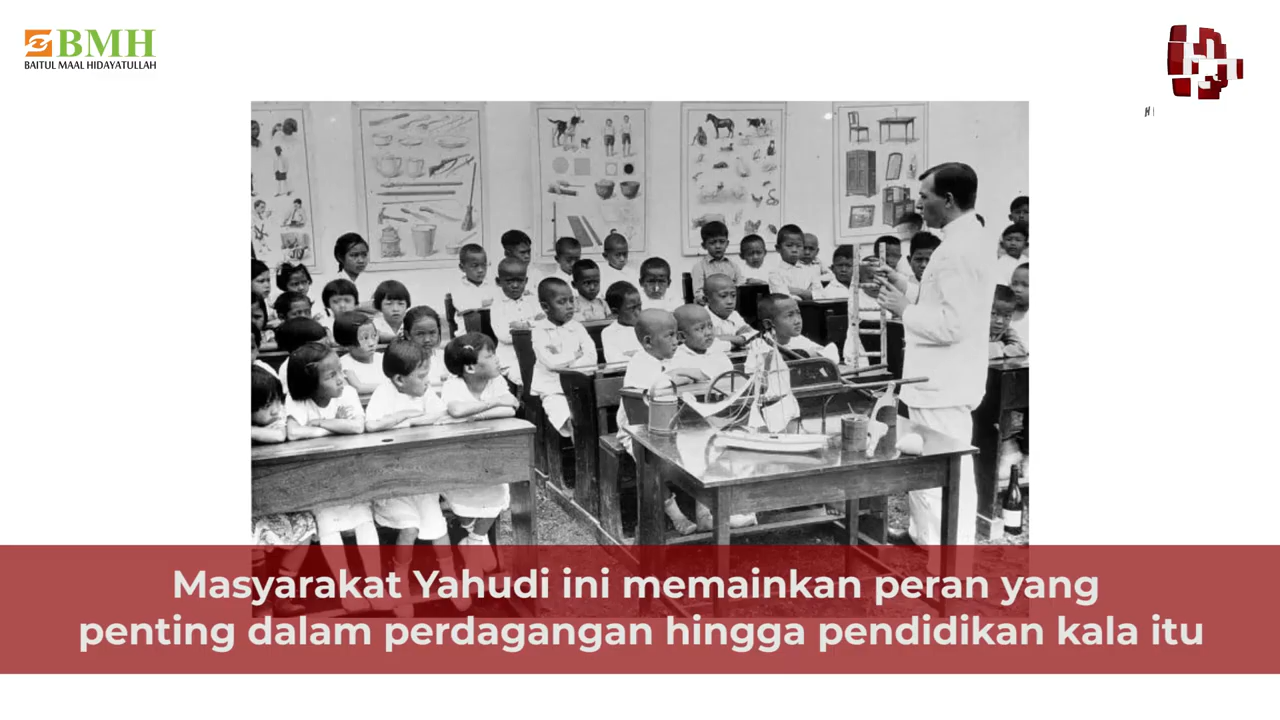 BMH
BAITUL MAAL HIDAYATULLAH
Masyarakat Yahudi ini memainkan peran yang
penting dalam perdagangan hingga pendidikan kala itu